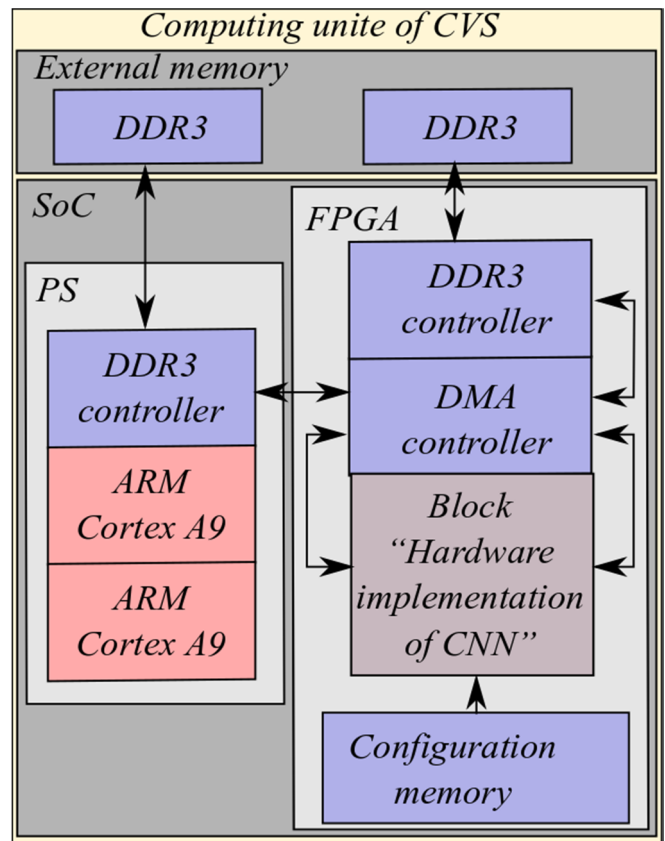 Computing unite of CVS
External memory
DDR3
DDR3
SoC
FPGA
PS
DDR3
controller
ARM
Cortex A9
ARM
Cortex A9
DDR3
controller
DMA
controller
Block
“Hardware
implementation
of CNN”
Configuration
memory